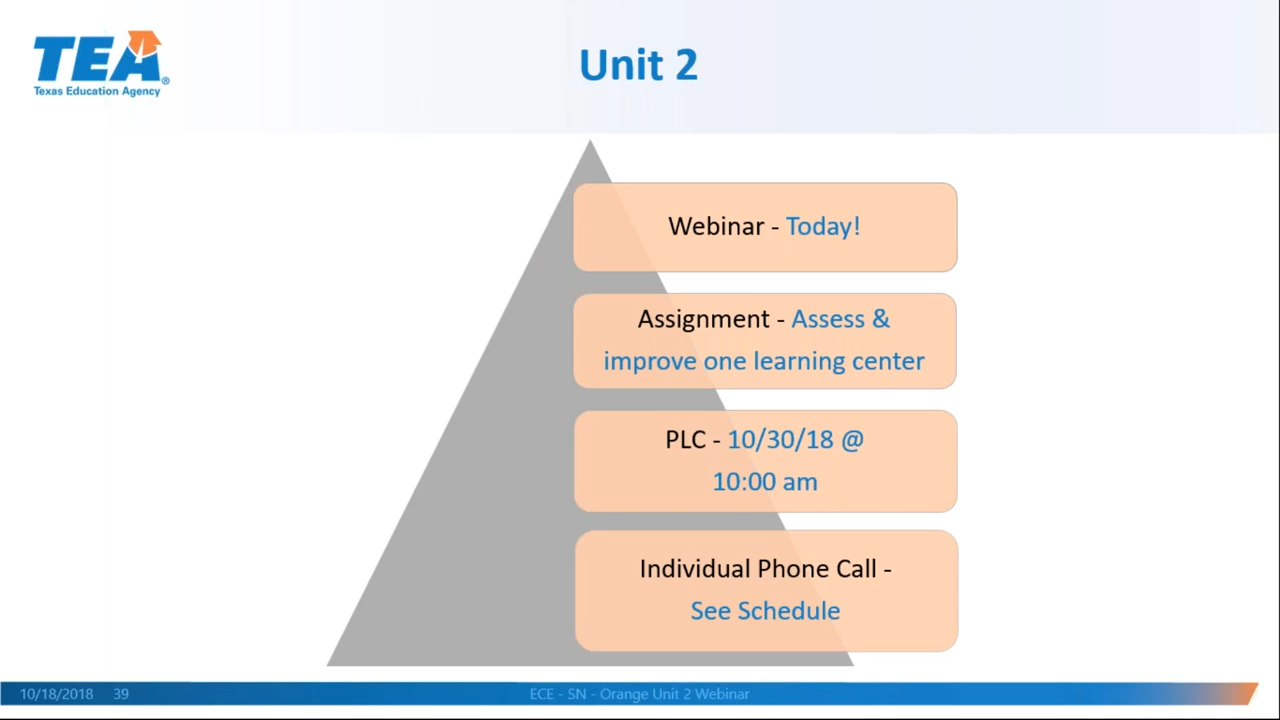 TEA
®
Texas Education Agency
Unit 2
Webinar - Today!
Assignment - Assess &
improve one learning center
PLC - 10/30/18 @
10:00 am
Individual Phone Call -
See Schedule
10/18/2018 39 ECE - SN - Orange Unit 2 Webinar